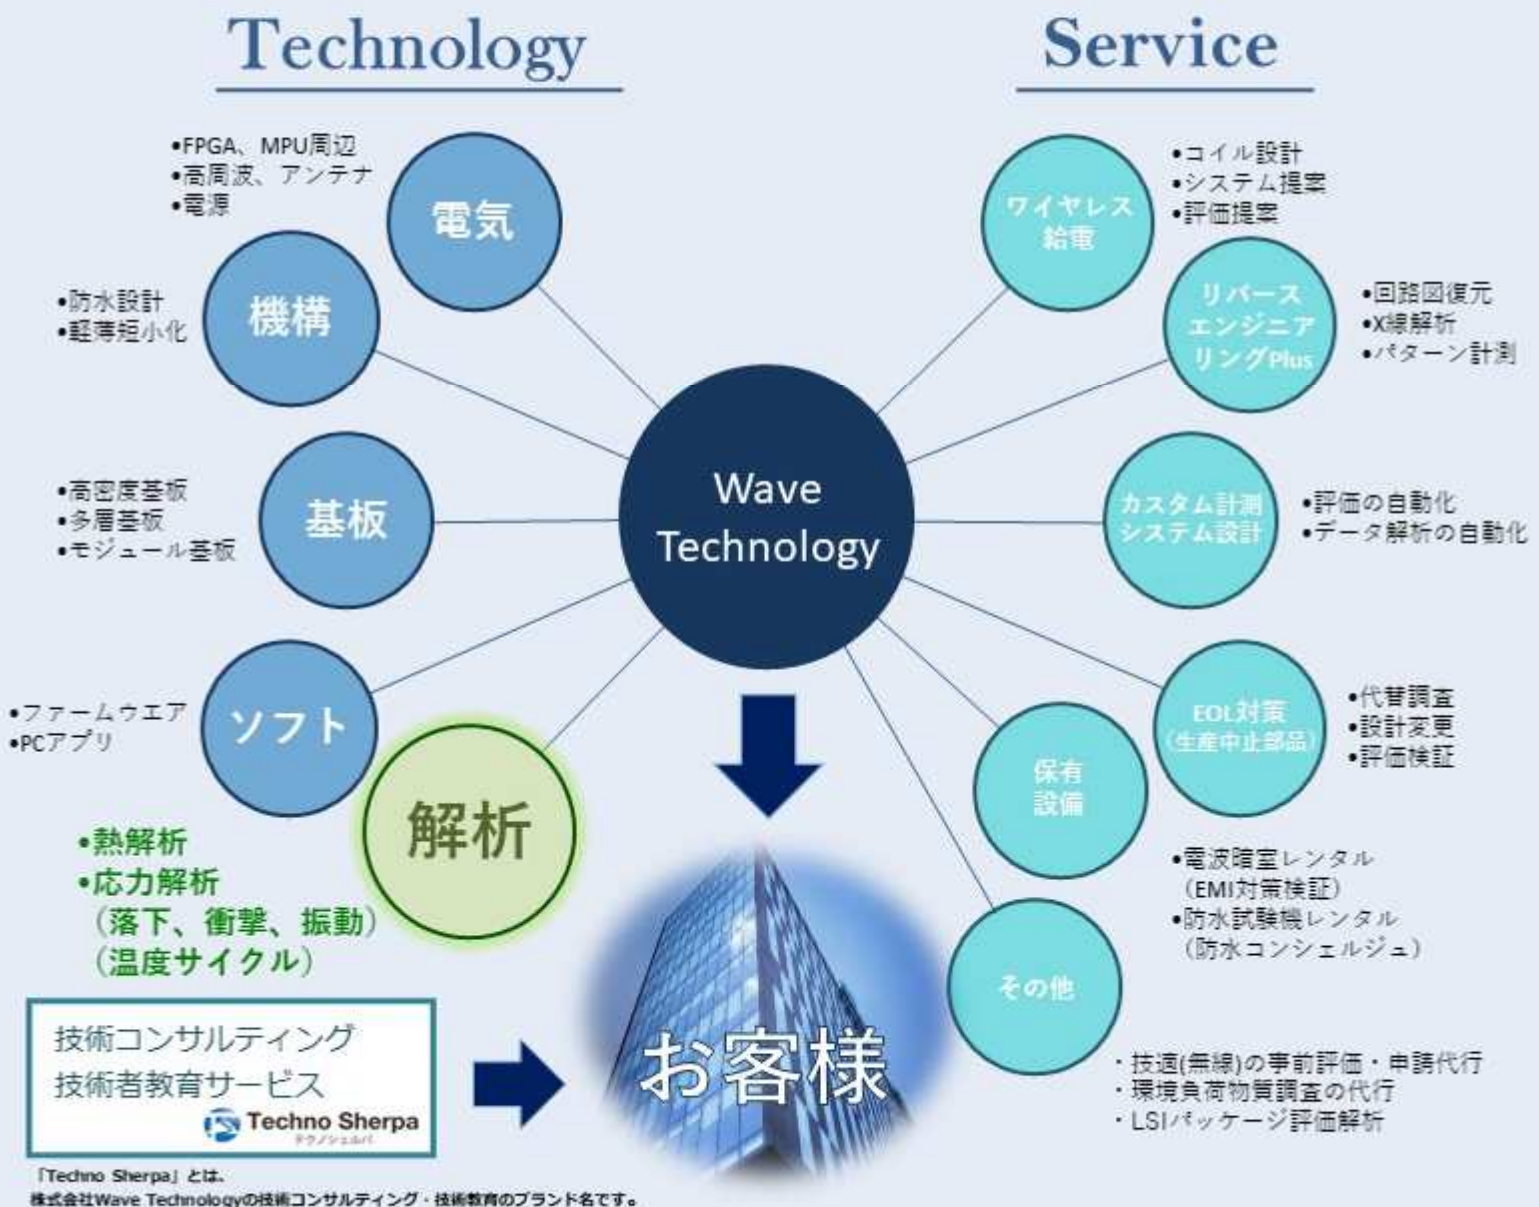 Technology
Service
•FPGA、MPU周辺
•高周波、アンテナ
•電源
電気
•防水設計
•軽薄短小化
機構
•高密度基板
•多層基板
•モジュール基板
基板
•ファームウエア
•PCアプリ
ソフト
•熱解析
•応力解析
（落下、衝撃、振動）
（温度サイクル）
解析
Wave
Technology
ワイヤレス
給電
•コイル設計
•システム提案
•評価提案
リバース
エンジニア
リングPlus
•回路図復元
•X線解析
•パターン計測
カスタム計測
システム設計
•評価の自動化
•データ解析の自動化
EOL対策
（生産中止部品）
•代替調査
•設計変更
•評価検証
保有
設備
•電波暗室レンタル
（EMI対策検証）
•防水試験機レンタル
（防水コンシェルジュ）
その他
・技適(無線)の事前評価・申請代行
・環境負荷物質調査の代行
・LSIパッケージ評価解析
技術コンサルティング
技術者教育サービス
Techno Sherpa
テクノシェルパ
お客様
「Techno Sherpa」とは、
株式会社Wave Technologyの技術コンサルティング・技術教育のブランド名です。